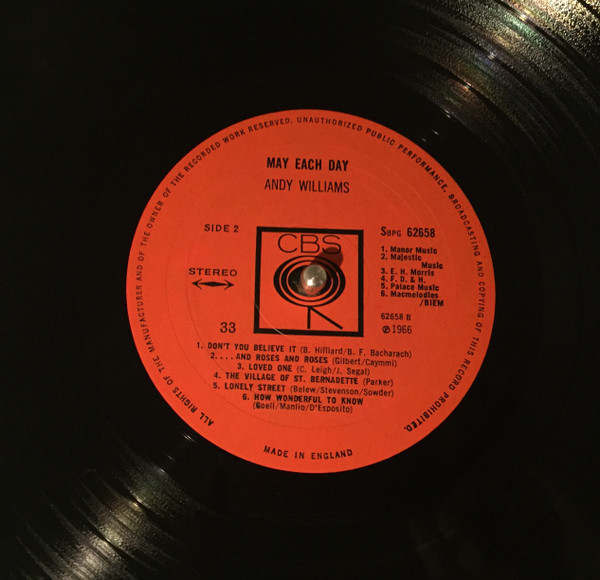 ALL RIGHTS OF THE MANUFACTURER AND OF THE OWNER OF THE RECORDED WORK RESERVED, UNAUTHORIZED PUBLIC PERFORMANCE, BROADCASTING AND COPYING OF THIS RECORD PROHIBITED.
MAY EACH DAY
ANDY WILLIAMS
SIDE 2
CBS
SBPG 62658
STEREO
1. Manor Music
2. Majestic
Music
3. E. H. Morris
4. F. D. & H.
5. Palace Music
6. Macmelodies
/BIEM
33
62658 B
℗ 1966
1. DON'T YOU BELIEVE IT (B. Hilliard/B. F. Bacharach)
2. . . . AND ROSES AND ROSES (Gilbert/Caymmi)
3. LOVED ONE (C. Leigh/J. Segal)
4. THE VILLAGE OF ST. BERNADETTE (Parker)
5. LONELY STREET (Belew/Stevenson/Sowder)
6. HOW WONDERFUL TO KNOW
(Goell/Manlio/D'Esposito)
MADE IN ENGLAND